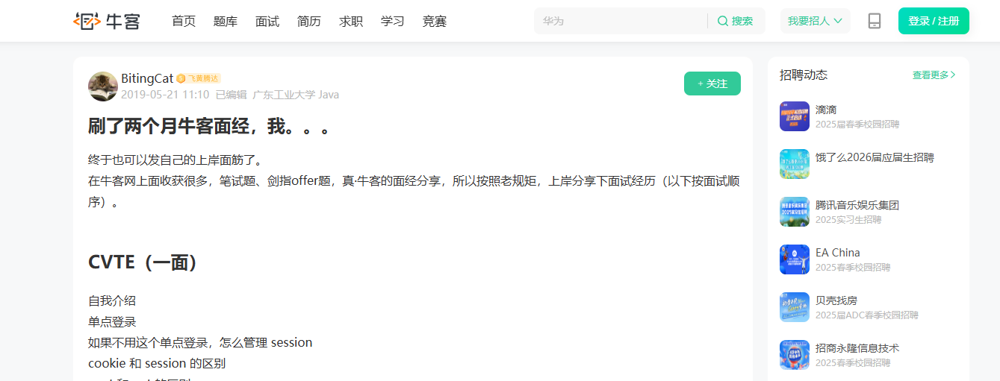 牛客
首页 题库 面试 简历 求职 学习 竞赛
华为
搜索
我要招人
登录 / 注册
BitingCat 飞黄腾达
2019-05-21 11:10 已编辑 广东工业大学 Java
+ 关注
刷了两个月牛客面经，我。。。
终于也可以发自己的上岸面筋了。
在牛客网上面收获很多，笔试题、剑指offer题，真·牛客的面经分享，所以按照老规矩，上岸分享下面试经历（以下按面试顺
序）。
CVTE（一面）
自我介绍
单点登录
如果不用这个单点登录，怎么管理 session
cookie 和 session 的区别
招聘动态
查看更多
滴滴
2025届春季校园招聘
饿了么2026届应届生招聘
腾讯音乐娱乐集团
2025实习生招聘
EA China
2025春季校园招聘
贝壳找房
2025届ADC春季校园招聘
招商永隆信息技术
2025春季校园招聘